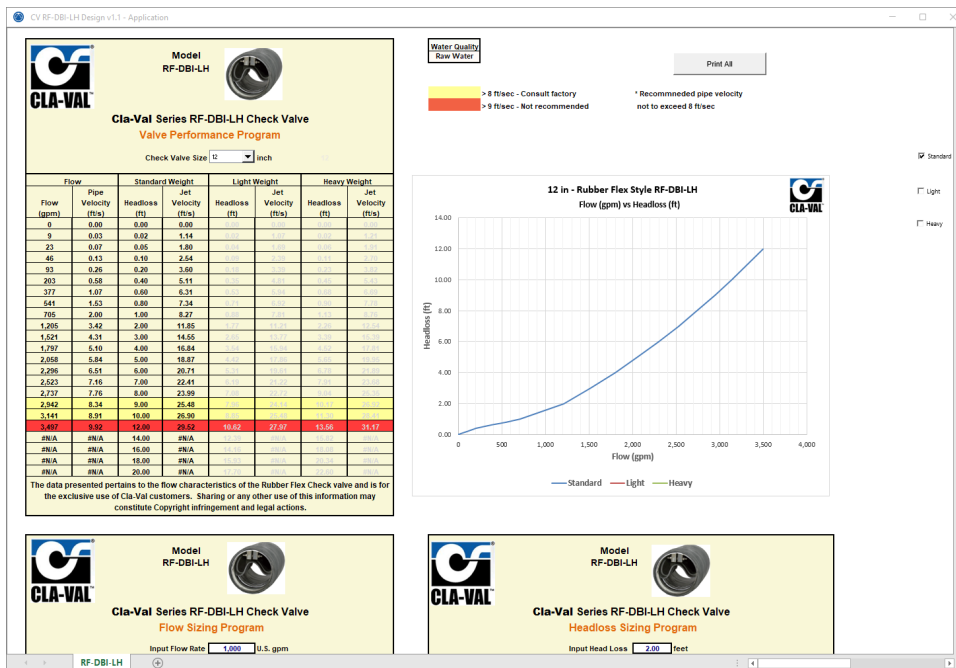 CV RF-DBI-LH Design v1.1 - Application
CLA-VAL
Model
RF-DBI-LH
Cla-Val Series RF-DBI-LH Check Valve
Valve Performance Program
Check Valve Size 12 inch
Flow Standard Weight Light Weight Heavy Weight
Flow (gpm) Pipe Velocity (ft/s) Headloss (ft) Jet Velocity (ft/s) Headloss (ft) Jet Velocity (ft/s) Headloss (ft) Jet Velocity (ft/s)
0 0.00 0.00 0.00
9 0.03 0.02 1.14
23 0.07 0.05 1.80
46 0.13 0.10 2.54
93 0.26 0.20 3.60
203 0.58 0.40 5.11
377 1.07 0.60 6.31
541 1.53 0.80 7.34
705 2.00 1.00 8.27
1,205 3.42 2.00 11.85
1,521 4.31 3.00 14.55
1,797 5.10 4.00 16.84
2,058 5.84 5.00 18.87
2,296 6.51 6.00 20.71
2,523 7.16 7.00 22.41
2,737 7.76 8.00 23.99
2,942 8.34 9.00 25.48
3,141 8.91 10.00 26.90
3,497 9.92 12.00 29.52 10.62 27.97 13.56 31.17
#N/A #N/A 14.00 #N/A
#N/A #N/A 16.00 #N/A
#N/A #N/A 18.00 #N/A
#N/A #N/A 20.00 #N/A
The data presented pertains to the flow characteristics of the Rubber Flex Check valve and is for
the exclusive use of Cla-Val customers. Sharing or any other use of this information may
constitute Copyright infringement and legal actions.
Water Quality
Raw Water
Print All
> 8 ft/sec - Consult factory
> 9 ft/sec - Not recommended
* Recommneded pipe velocity
not to exceed 8 ft/sec
Standard
Light
Heavy
12 in - Rubber Flex Style RF-DBI-LH
Flow (gpm) vs Headloss (ft)
CLA-VAL
Headloss (ft)
14.00
12.00
10.00
8.00
6.00
4.00
2.00
0.00
0 500 1,000 1,500 2,000 2,500 3,000 3,500 4,000
Flow (gpm)
Standard Light Heavy
CLA-VAL
Model
RF-DBI-LH
Cla-Val Series RF-DBI-LH Check Valve
Flow Sizing Program
Input Flow Rate 1,000 U.S. gpm
CLA-VAL
Model
RF-DBI-LH
Cla-Val Series RF-DBI-LH Check Valve
Headloss Sizing Program
Input Head Loss 2.00 feet
RF-DBI-LH